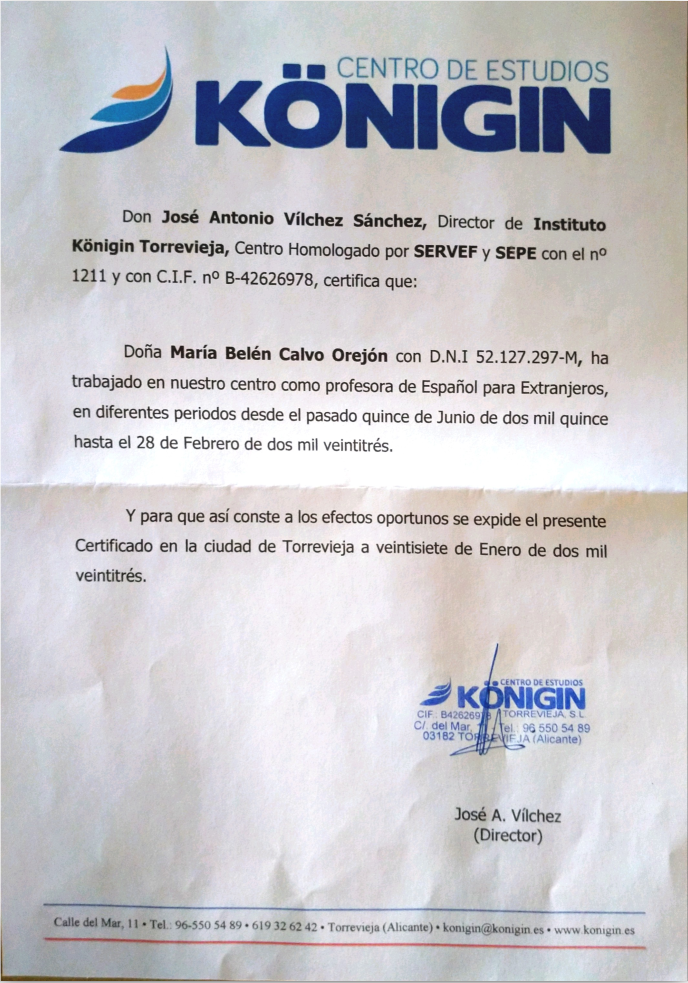 CENTRO DE ESTUDIOS
KÖNIGIN
Don José Antonio Vílchez Sánchez, Director de Instituto
Königin Torrevieja, Centro Homologado por SERVEF y SEPE con el nº
1211 y con C.I.F. nº B-42626978, certifica que:
Doña María Belén Calvo Orejón con D.N.I 52.127.297-M, ha
trabajado en nuestro centro como profesora de Español para Extranjeros,
en diferentes periodos desde el pasado quince de Junio de dos mil quince
hasta el 28 de Febrero de dos mil veintitrés.
Y para que así conste a los efectos oportunos se expide el presente
Certificado en la ciudad de Torrevieja a veintisiete de Enero de dos mil
veintitrés.
CENTRO DE ESTUDIOS
KÖNIGIN
CIF.: B42626978 TORREVIEJA, S.L.
C/. del Mar, Tel.: 96 550 54 89
03182 TORREVIEJA (Alicante)
José A. Vílchez
(Director)
Calle del Mar, 11 • Tel.: 96-550 54 89 • 619 32 62 42 • Torrevieja (Alicante) • konigin@konigin.es • www.konigin.es